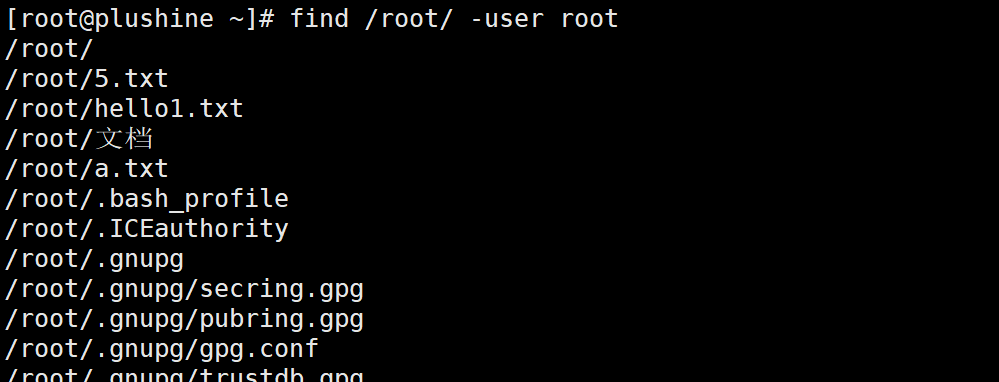 [root@plushine ~]# find /root/ -user root
/root/
/root/5.txt
/root/hello1.txt
/root/文档
/root/a.txt
/root/.bash_profile
/root/.ICEauthority
/root/.gnupg
/root/.gnupg/secring.gpg
/root/.gnupg/pubring.gpg
/root/.gnupg/gpg.conf
/root/.gnupg/trustdb.gpg